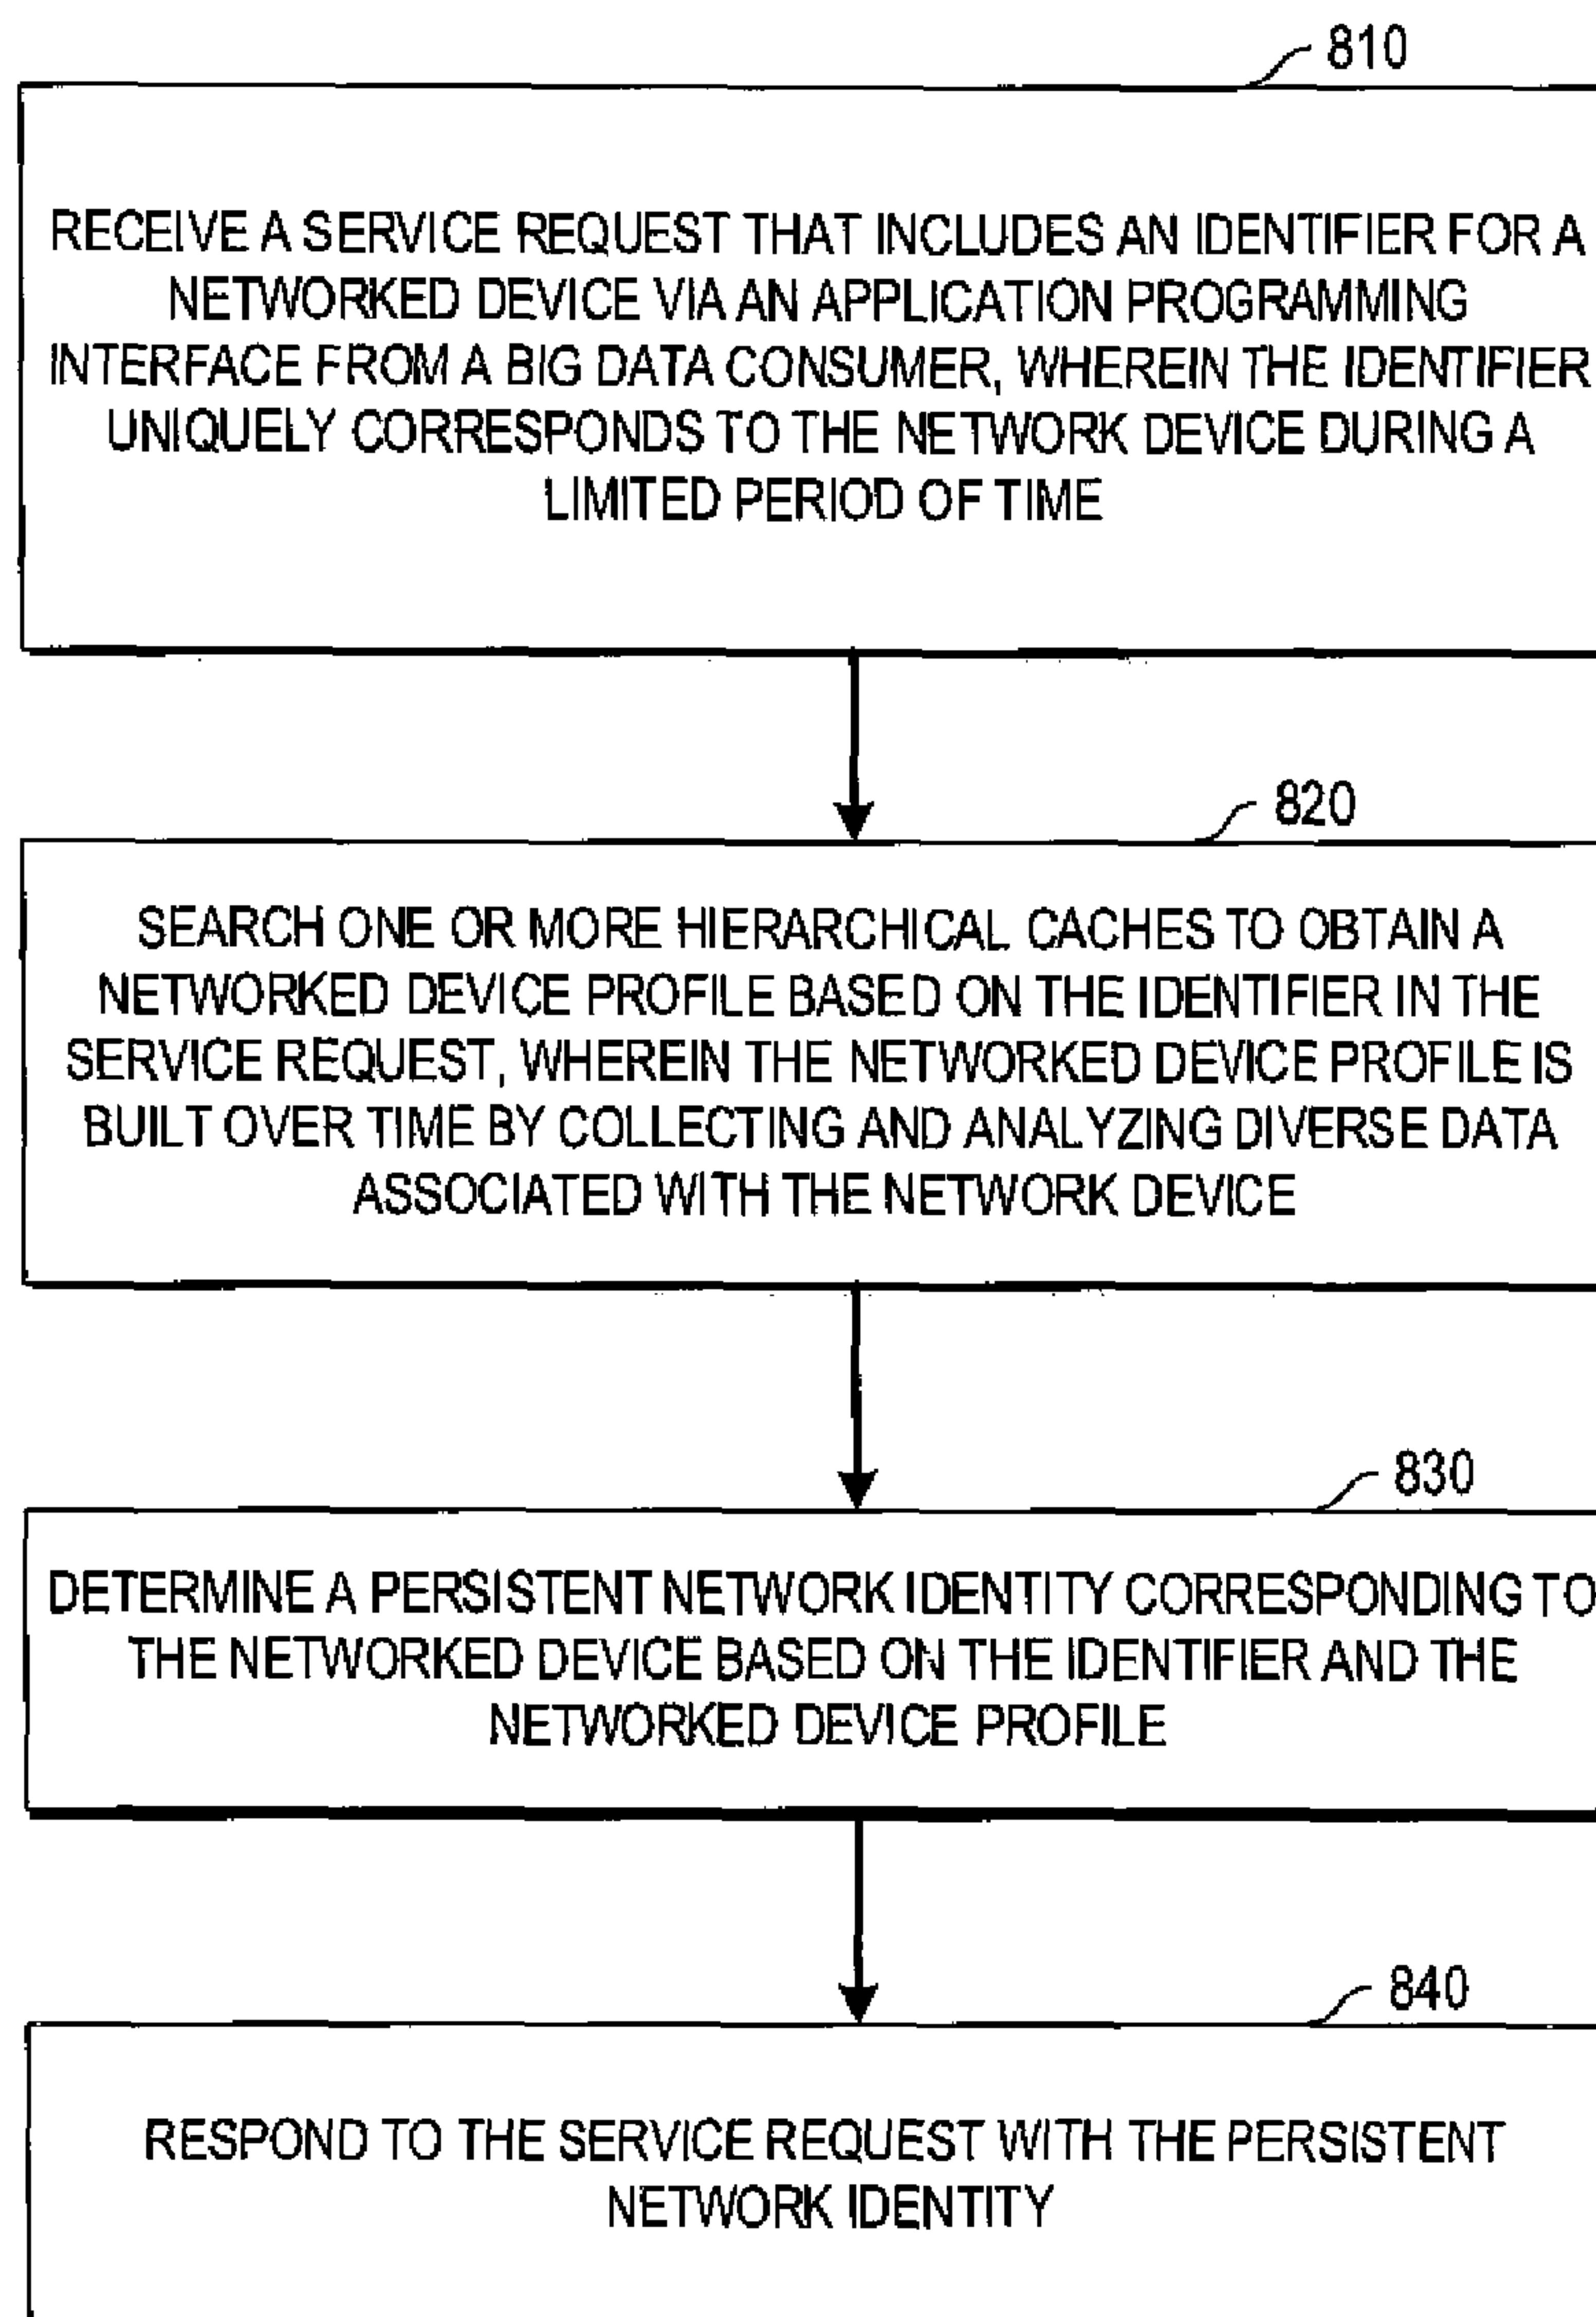 810
RECEIVE A SERVICE REQUEST THAT INCLUDES AN IDENTIFIER FOR A
NETWORKED DEVICE VIA AN APPLICATION PROGRAMMING
INTERFACE FROM A BIG DATA CONSUMER, WHEREIN THE IDENTIFIER
UNIQUELY CORRESPONDS TO THE NETWORK DEVICE DURING A
LIMITED PERIOD OF TIME
820
SEARCH ONE OR MORE HIERARCHICAL CACHES TO OBTAIN A
NETWORKED DEVICE PROFILE BASED ON THE IDENTIFIER IN THE
SERVICE REQUEST, WHEREIN THE NETWORKED DEVICE PROFILE IS
BUILT OVER TIME BY COLLECTING AND ANALYZING DIVERSE DATA
ASSOCIATED WITH THE NETWORK DEVICE
830
DETERMINE A PERSISTENT NETWORK IDENTITY CORRESPONDING TO
THE NETWORKED DEVICE BASED ON THE IDENTIFIER AND THE
NETWORKED DEVICE PROFILE
840
RESPOND TO THE SERVICE REQUEST WITH THE PERSISTENT
NETWORK IDENTITY